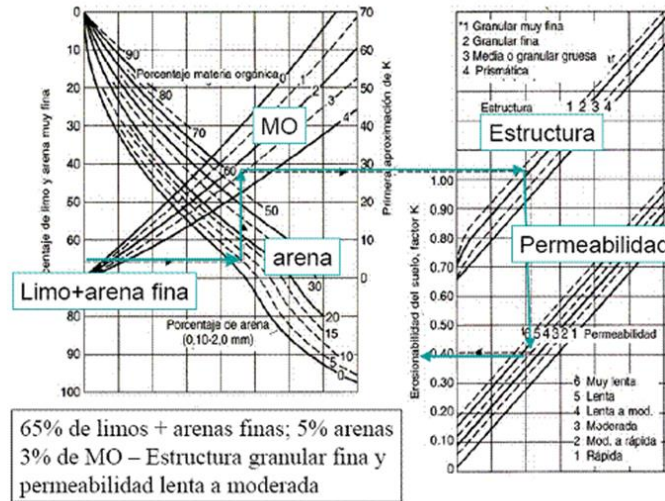 0
10
20
30
40
50
60
70
80
90
100
centaje de limo y arena muy fina
Limo+arena fina
90
Porcentaje materia orgánica
80
70
60
50
30
20
15
10
5
0
0
1
2
3
4
MO
arena
Porcentaje de arena
(0,10-2,0 mm)
70
60
50
40
30
20
10
0
Primera aproximación de K
*1 Granular muy fina
2 Granular fina
3 Media o granular gruesa
4 Prismática
Estructura 1 2 3 4
Estructura
1.00
0.90
0.80
0.70
0.60
0.50
0.40
0.30
0.20
0.10
0
Erosionabilidad del suelo, factor K
Permeabilidad
6 5 4 3 2 1 Permeabilidad
6 Muy lenta
5 Lenta
4 Lenta a mod.
3 Moderada
2 Mod. a rápida
1 Rápida
65% de limos + arenas finas; 5% arenas
3% de MO – Estructura granular fina y
permeabilidad lenta a moderada